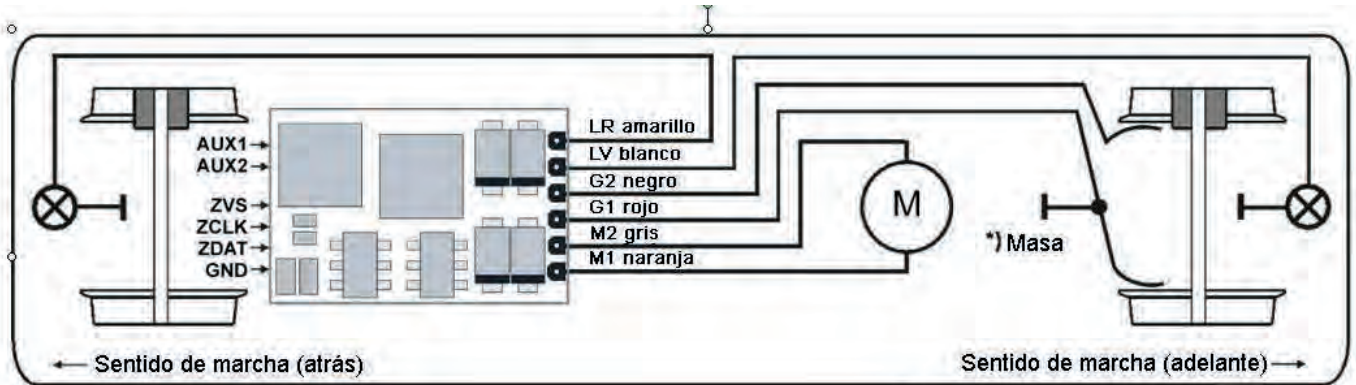 AUX1
AUX2
ZVS
ZCLK
ZDAT
GND
LR amarillo
LV blanco
G2 negro
G1 rojo
M2 gris
M1 naranja
M
*) Masa
← Sentido de marcha (atrás)
Sentido de marcha (adelante) →